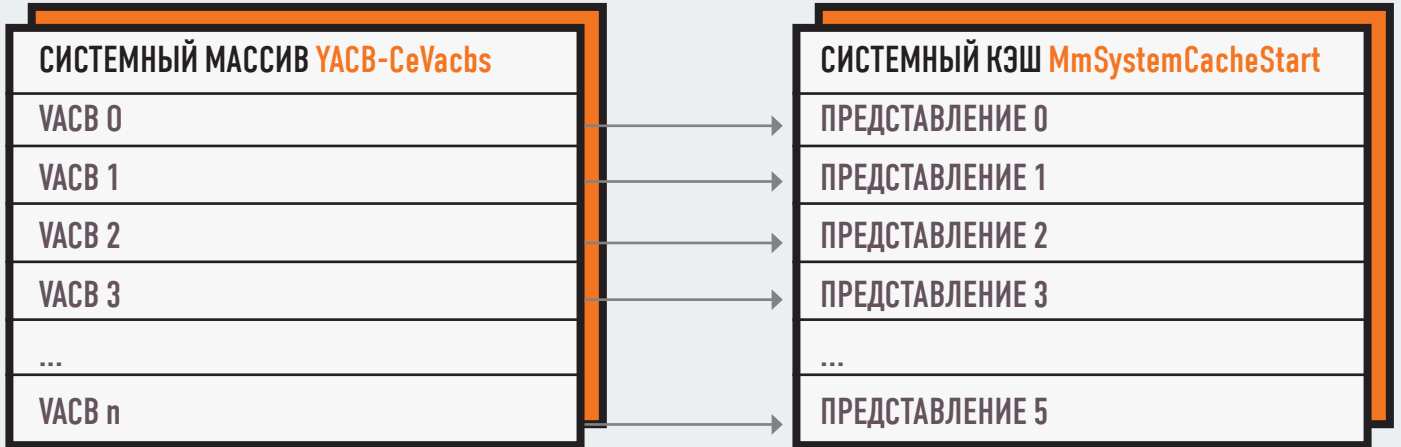 СИСТЕМНЫЙ МАССИВ YACB-CeVacbs
VACB 0
VACB 1
VACB 2
VACB 3
...
VACB n
СИСТЕМНЫЙ КЭШ MmSystemCacheStart
ПРЕДСТАВЛЕНИЕ 0
ПРЕДСТАВЛЕНИЕ 1
ПРЕДСТАВЛЕНИЕ 2
ПРЕДСТАВЛЕНИЕ 3
...
ПРЕДСТАВЛЕНИЕ 5